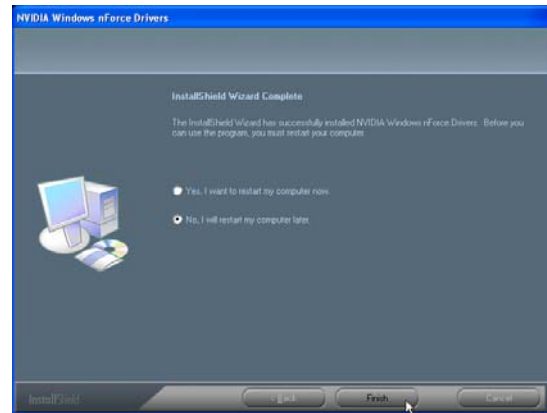 NVIDIA Windows nForce Drivers
InstallShield Wizard Complete
The InstallShield Wizard has successfully installed NVIDIA Windows nForce Drivers. Before you
can use the program, you must restart your computer.
Yes, I want to restart my computer now.
No, I will restart my computer later.
InstallShield
< Back
Finish
Cancel